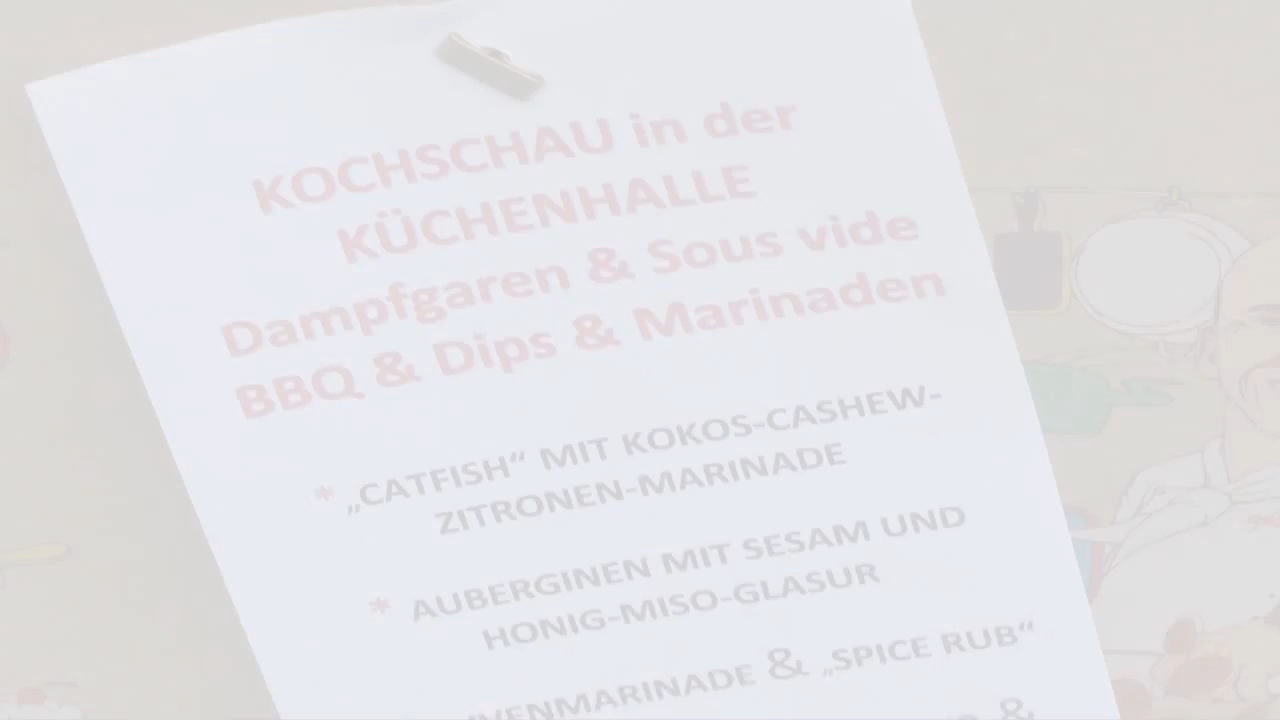 KOCHSCHAU in der
KÜCHENHALLE
Dampfgaren & Sous vide
BBQ & Dips & Marinaden
* „CATFISH“ MIT KOKOS-CASHEW-
ZITRONEN-MARINADE
* AUBERGINEN MIT SESAM UND
HONIG-MISO-GLASUR
& „SPICE RUB“
&